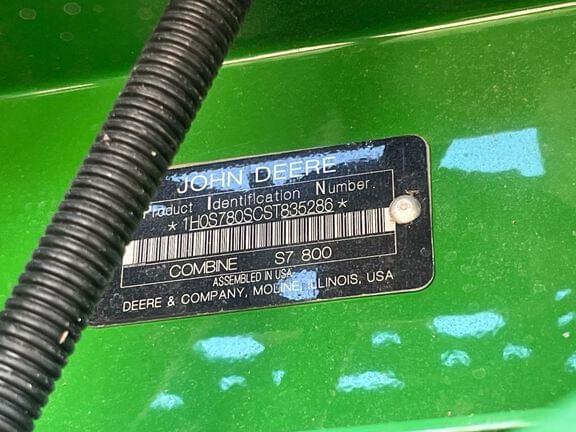 JOHN DEERE
Product Identification Number
*1H0S780SCST835286*
COMBINE S7 800
ASSEMBLED IN USA
DEERE & COMPANY, MOLINE, ILLINOIS, USA